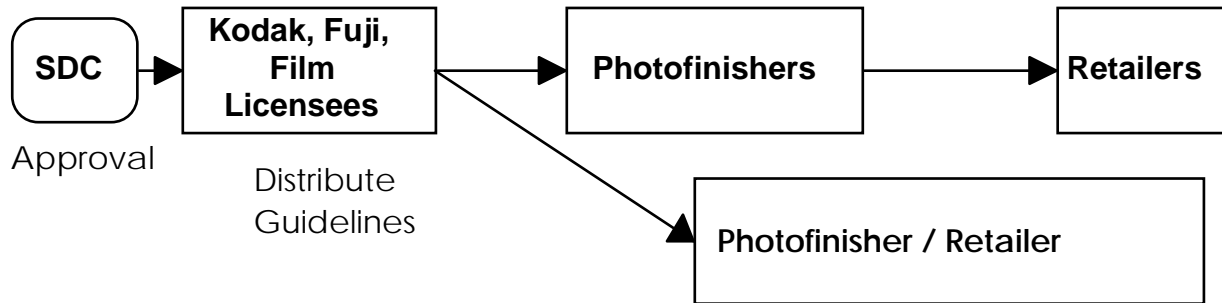 SDC
Approval
Kodak, Fuji,
Film
Licensees
Distribute
Guidelines
Photofinishers
Retailers
Photofinisher / Retailer